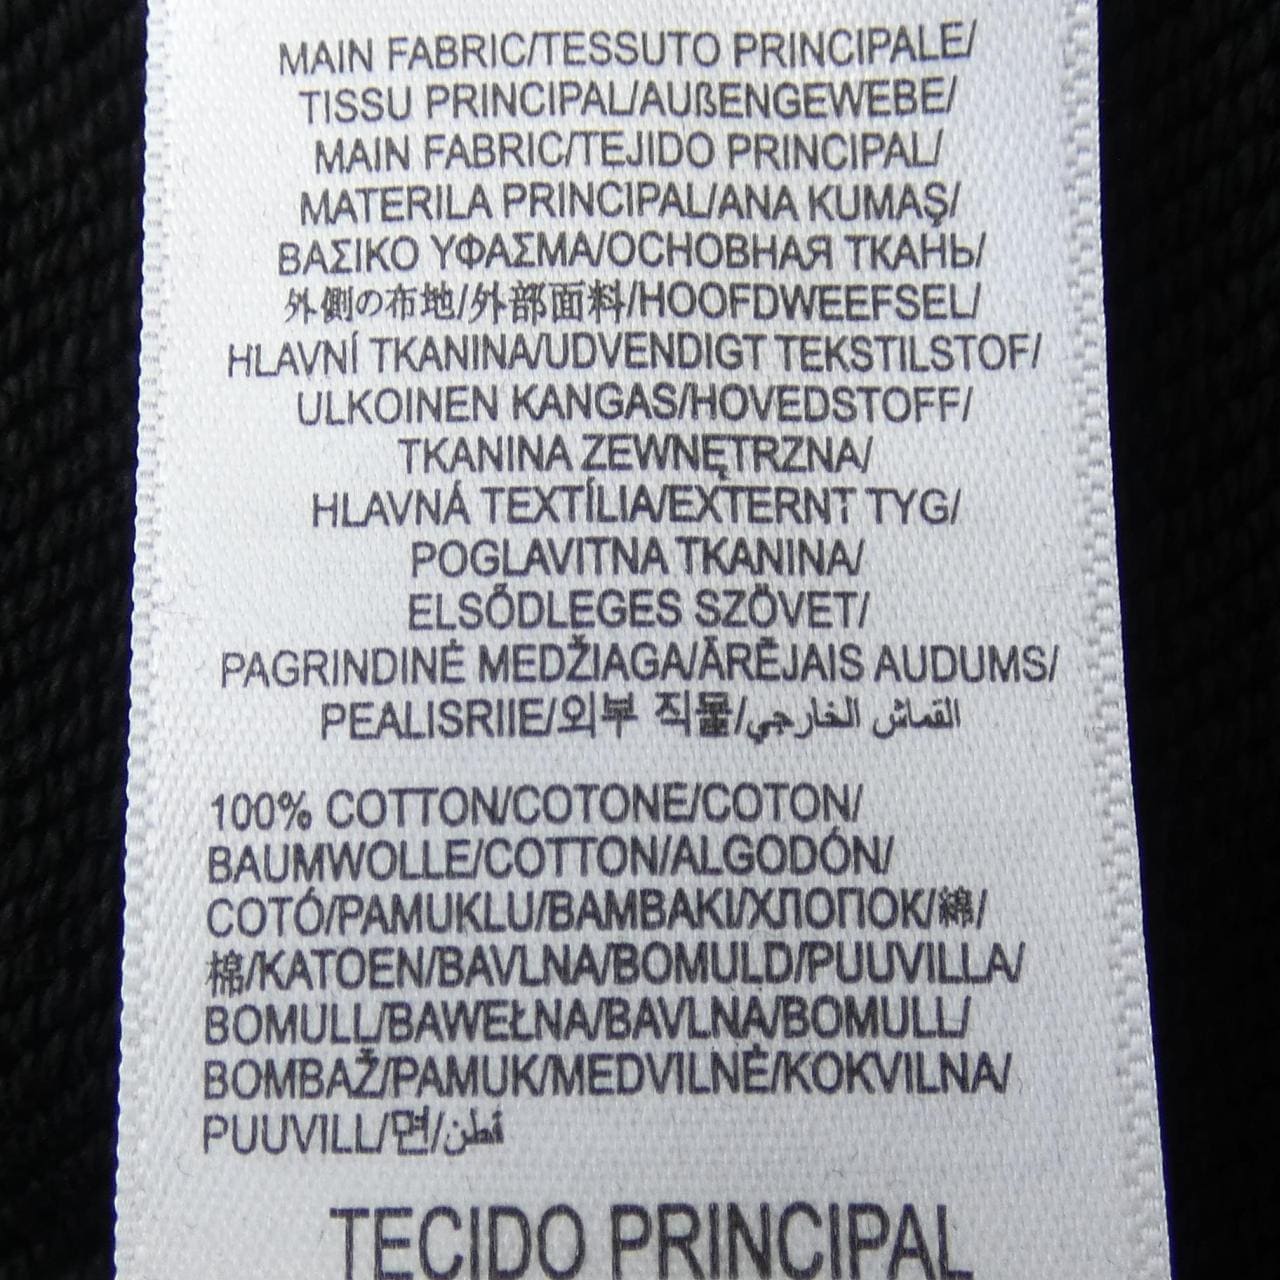 MAIN FABRIC/TESSUTO PRINCIPALE/
TISSU PRINCIPAL/AUßENGEWEBE/
MAIN FABRIC/TEJIDO PRINCIPAL/
MATERILA PRINCIPAL/ANA KUMAŞ/
ΒΑΣΙΚΟ ΥΦΑΣΜΑ/ОСНОВНАЯ ТКАНЬ/
外側の布地/外部面料/HOOFDWEEFSEL/
HLAVNÍ TKANINA/UDVENDIGT TEKSTILSTOF/
ULKOINEN KANGAS/HOVEDSTOFF/
TKANINA ZEWNĘTRZNA/
HLAVNÁ TEXTÍLIA/EXTERNT TYG/
POGLAVITNA TKANINA/
ELSŐDLEGES SZÖVET/
PAGRINDINĖ MEDŽIAGA/ĀRĒJAIS AUDUMS/
PEALISRIIE/외부 직물/القماش الخارجي
100% COTTON/COTONE/COTON/
BAUMWOLLE/COTTON/ALGODÓN/
COTÓ/PAMUKLU/BAMBAKI/ХЛОПОК/綿/
棉/KATOEN/BAVLNA/BOMULD/PUUVILLA/
BOMULL/BAWEŁNA/BAVLNA/BOMULL/
BOMBAŽ/PAMUK/MEDVILNĖ/KOKVILNA/
PUUVILL/면/قطن
TECIDO PRINCIPAL